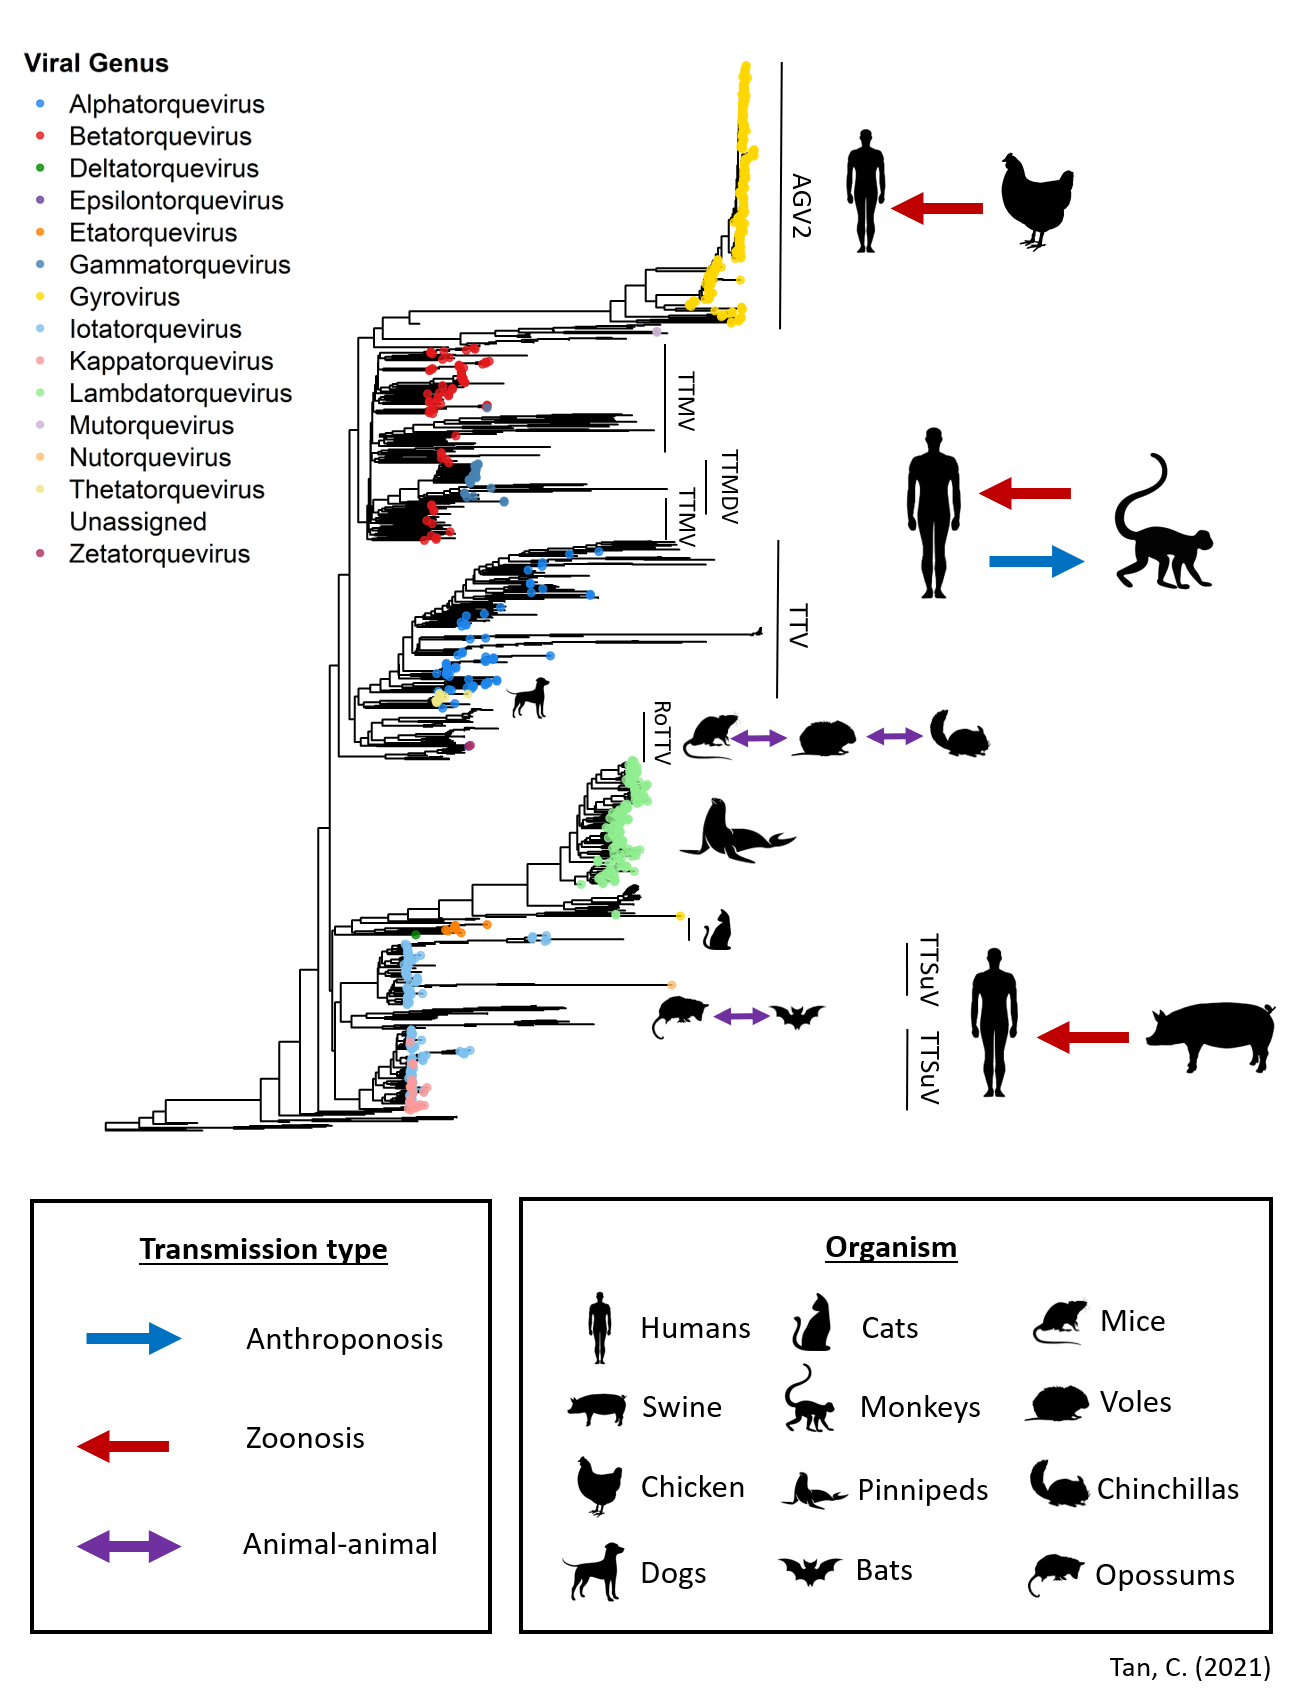 Viral Genus
Alphatorquevirus
Betatorquevirus
Deltatorquevirus
Epsilontorquevirus
Etatorquevirus
Gammatorquevirus
Gyrovirus
Iotatorquevirus
Kappatorquevirus
Lambdatorquevirus
Mutorquevirus
Nutorquevirus
Thetatorquevirus
Unassigned
Zetatorquevirus
AGV2
TTMV
TTMDV
TTMV
TTV
RoTTV
TTSuV
TTSuV
Transmission type
Anthroponosis
Zoonosis
Animal-animal
Organism
Humans
Cats
Mice
Swine
Monkeys
Voles
Chicken
Pinnipeds
Chinchillas
Dogs
Bats
Opossums
Tan, C. (2021)